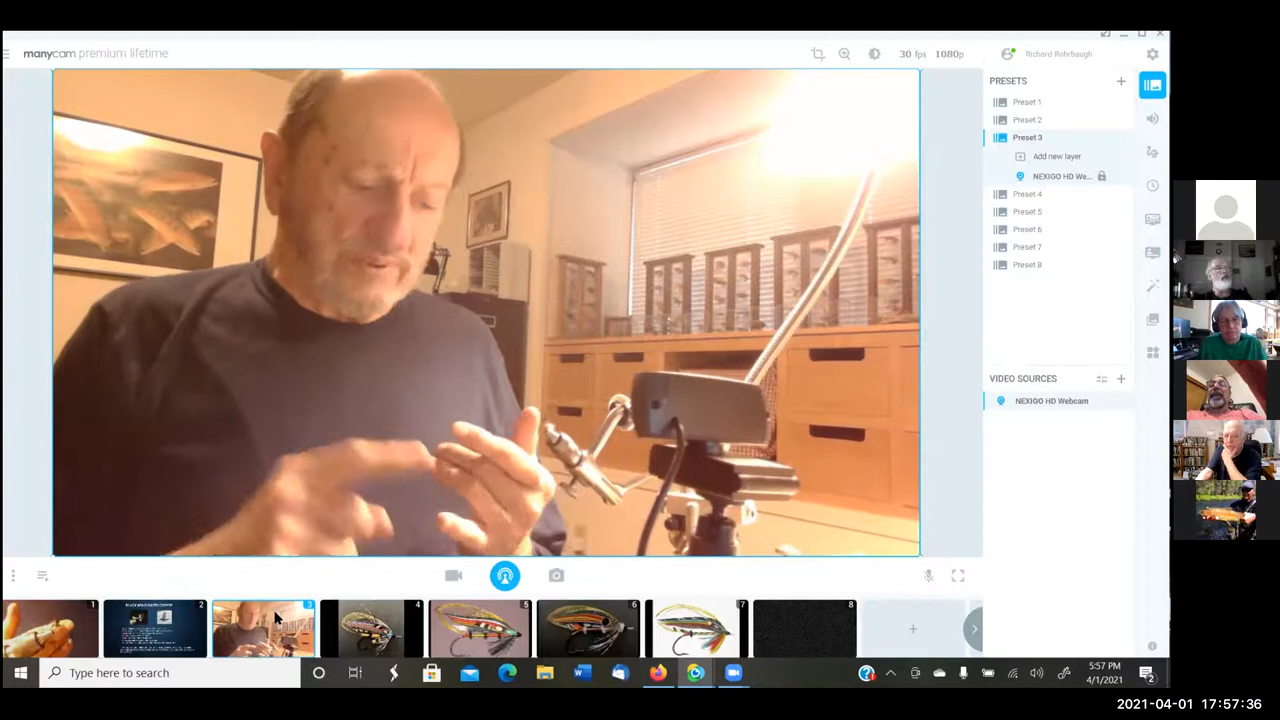 manycam premium lifetime
30 fps 1080p
Richard Rohrbaugh
PRESETS
Preset 1
Preset 2
Preset 3
Add new layer
NEXIGO HD We...
Preset 4
Preset 5
Preset 6
Preset 7
Preset 8
VIDEO SOURCES
NEXIGO HD Webcam
1
2
3
4
5
6
7
8
Type here to search
5:57 PM
4/1/2021
2
2021-04-01 17:57:36